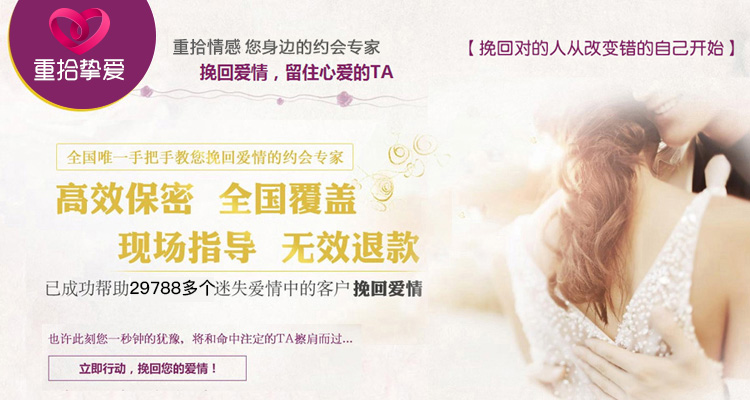 重拾挚爱
重拾情感 您身边的约会专家
挽回爱情，留住心爱的TA
【 挽回对的人从改变错的自己开始 】
全国唯一手把手教您挽回爱情的约会专家
高效保密 全国覆盖
现场指导 无效退款
已成功帮助29788多个迷失爱情中的客户 挽回爱情
也许此刻您一秒钟的犹豫，将和命中注定的TA擦肩而过...
立即行动，挽回您的爱情！